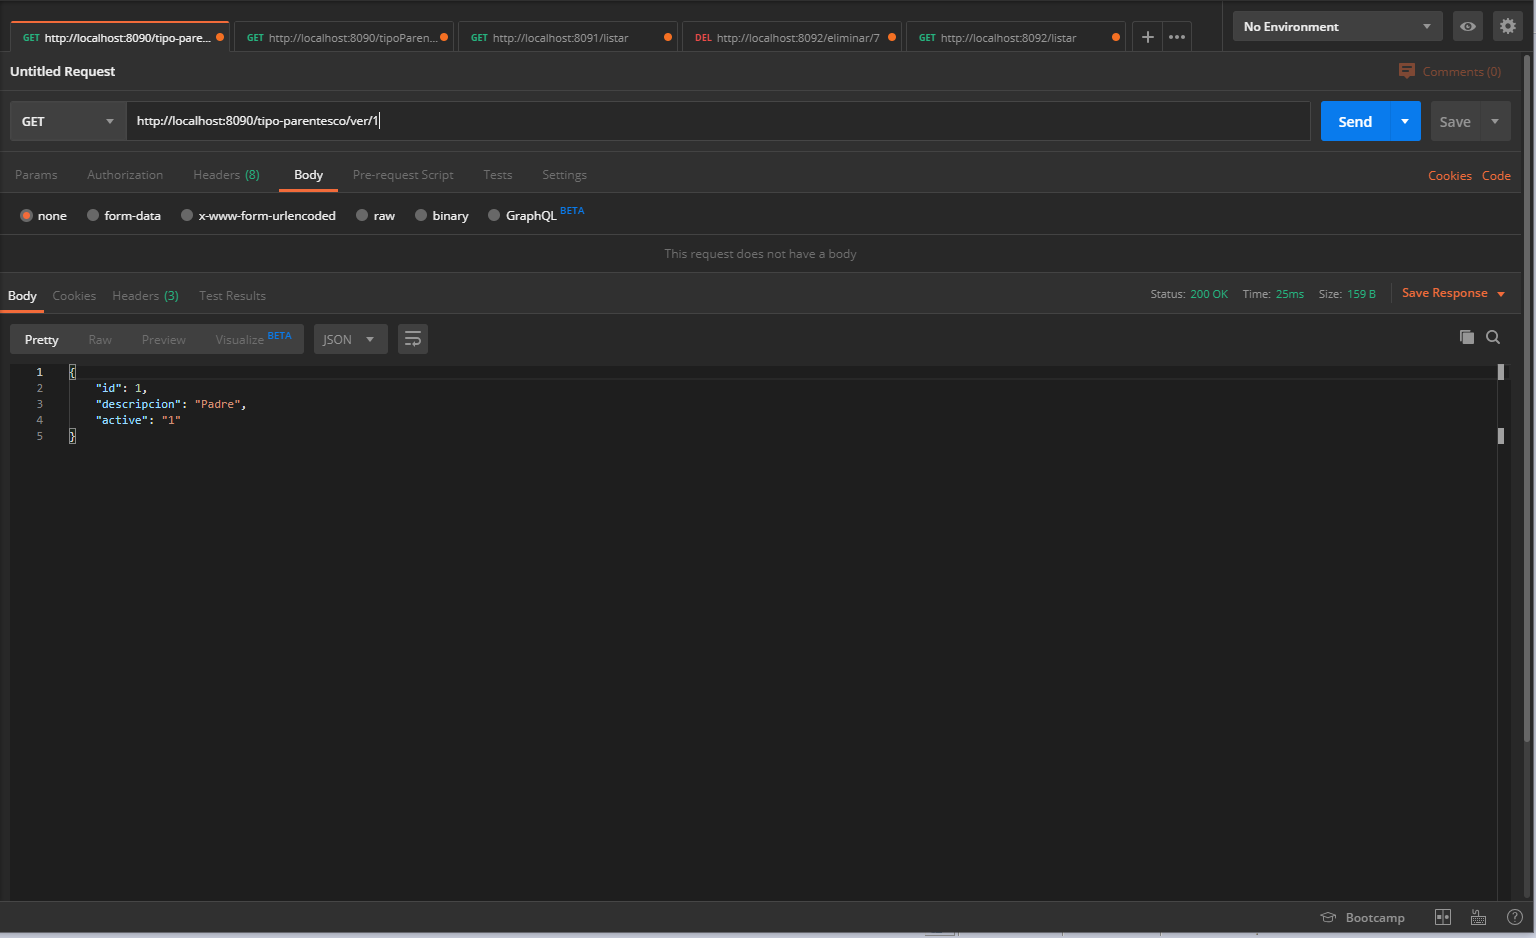 GET http://localhost:8090/tipo-pare... GET http://localhost:8090/tipoParen... GET http://localhost:8091/listar DEL http://localhost:8092/eliminar/7 GET http://localhost:8092/listar + ••• No Environment
Untitled Request Comments (0)
GET http://localhost:8090/tipo-parentesco/ver/1 Send Save
Params Authorization Headers (8) Body Pre-request Script Tests Settings Cookies Code
none form-data x-www-form-urlencoded raw binary GraphQL BETA
This request does not have a body
Body Cookies Headers (3) Test Results Status: 200 OK Time: 25ms Size: 159 B Save Response
Pretty Raw Preview Visualize BETA JSON
1 {
2 "id": 1,
3 "descripcion": "Padre",
4 "active": "1"
5 }
Bootcamp ?